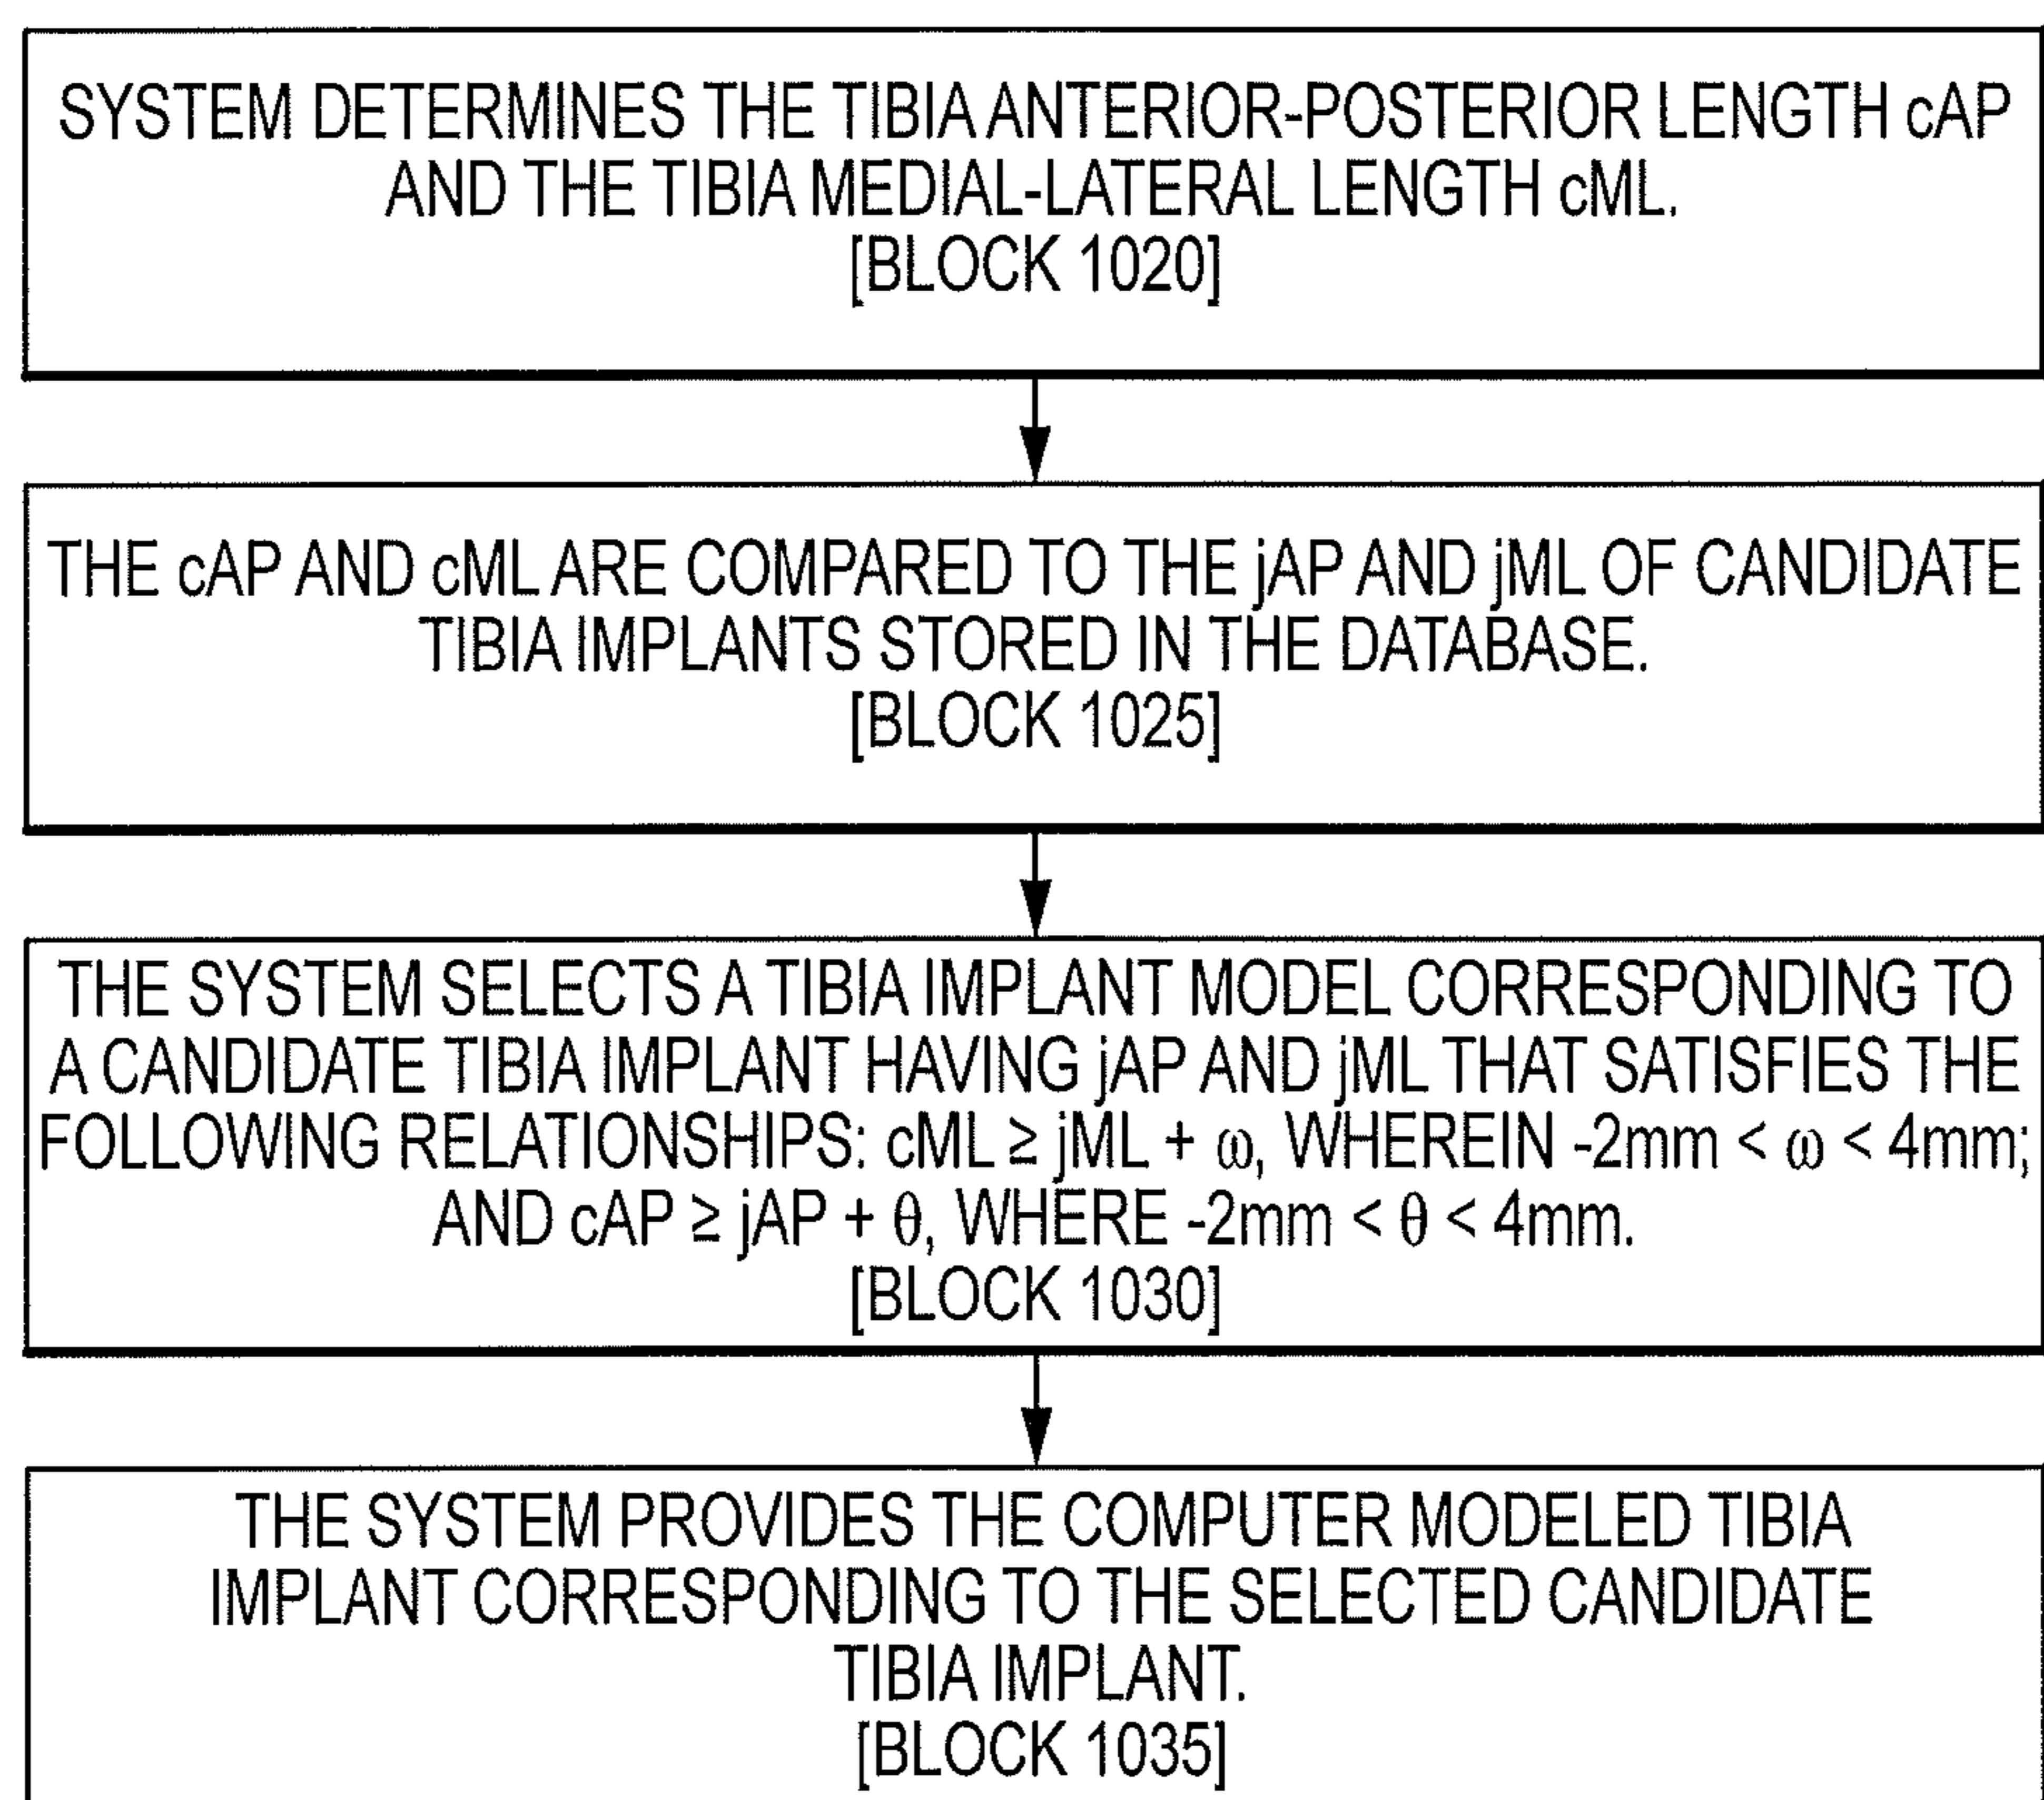 SYSTEM DETERMINES THE TIBIA ANTERIOR-POSTERIOR LENGTH cAP
AND THE TIBIA MEDIAL-LATERAL LENGTH cML.
[BLOCK 1020]
THE cAP AND cML ARE COMPARED TO THE jAP AND jML OF CANDIDATE
TIBIA IMPLANTS STORED IN THE DATABASE.
[BLOCK 1025]
THE SYSTEM SELECTS A TIBIA IMPLANT MODEL CORRESPONDING TO
A CANDIDATE TIBIA IMPLANT HAVING jAP AND jML THAT SATISFIES THE
FOLLOWING RELATIONSHIPS: cML ≥ jML + ω, WHEREIN -2mm < ω < 4mm;
AND cAP ≥ jAP + θ, WHERE -2mm < θ < 4mm.
[BLOCK 1030]
THE SYSTEM PROVIDES THE COMPUTER MODELED TIBIA
IMPLANT CORRESPONDING TO THE SELECTED CANDIDATE
TIBIA IMPLANT.
[BLOCK 1035]